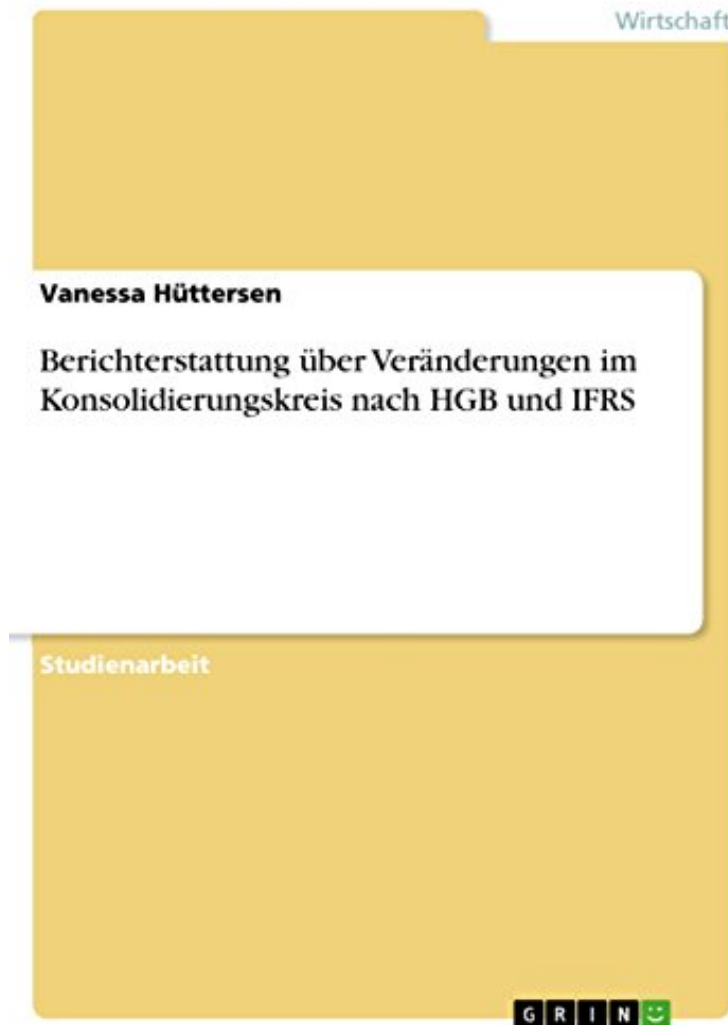 Wirtschaft
Vanessa Hüttersen
Berichterstattung über Veränderungen im
Konsolidierungskreis nach HGB und IFRS
Studienarbeit
GRIN